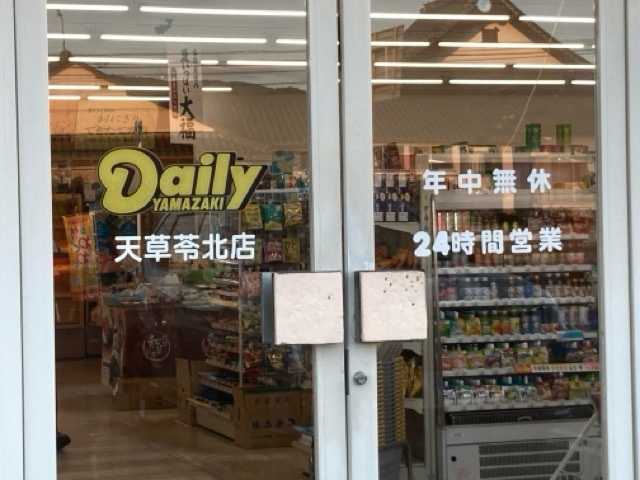 Daily
YAMAZAKI
天草苓北店
年中無休
24時間営業
大福